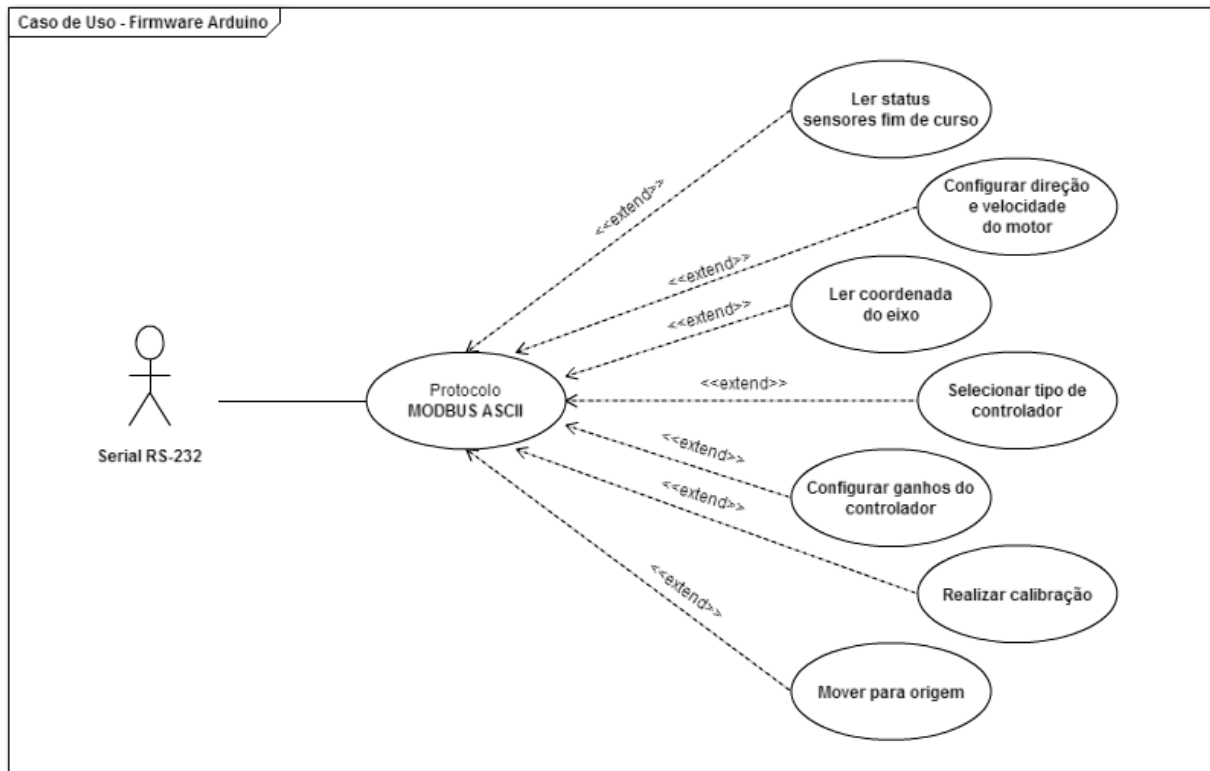 Caso de Uso - Firmware Arduino
Ler status
sensores fim de curso
<<extend>>
Configurar direção
e velocidade
do motor
<<extend>>
Ler coordenada
do eixo
<<extend>>
Selecionar tipo de
controlador
<<extend>>
Protocolo
MODBUS ASCII
Serial RS-232
<<extend>>
Configurar ganhos do
controlador
<<extend>>
Realizar calibração
<<extend>>
Mover para origem